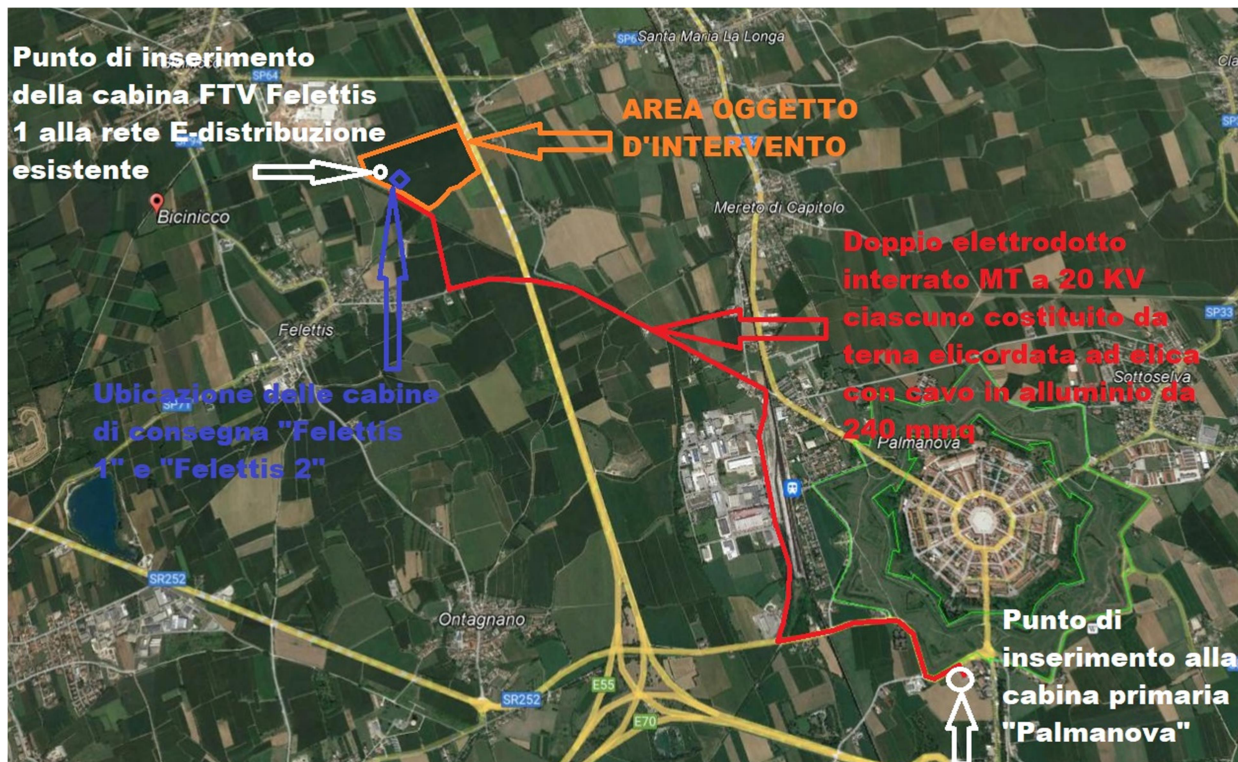 Punto di inserimento
della cabina FTV Felettis
1 alla rete E-distribuzione
esistente
SP64
SP6
Santa Maria La Longa
AREA OGGETTO
D'INTERVENTO
Bicinicco
Mereto di Capitolo
Doppio elettrodotto
interrato MT a 20 KV
ciascuno costituito da
terna elicordata ad elica
con cavo in alluminio da
240 mmq
SP33
Sottoselva
Palmanova
Felettis
Ubicazione delle cabine
di consegna "Felettis
1" e "Felettis 2"
SP71
SR252
Ontagnano
SR252
E55
E70
Punto di
inserimento alla
cabina primaria
"Palmanova"